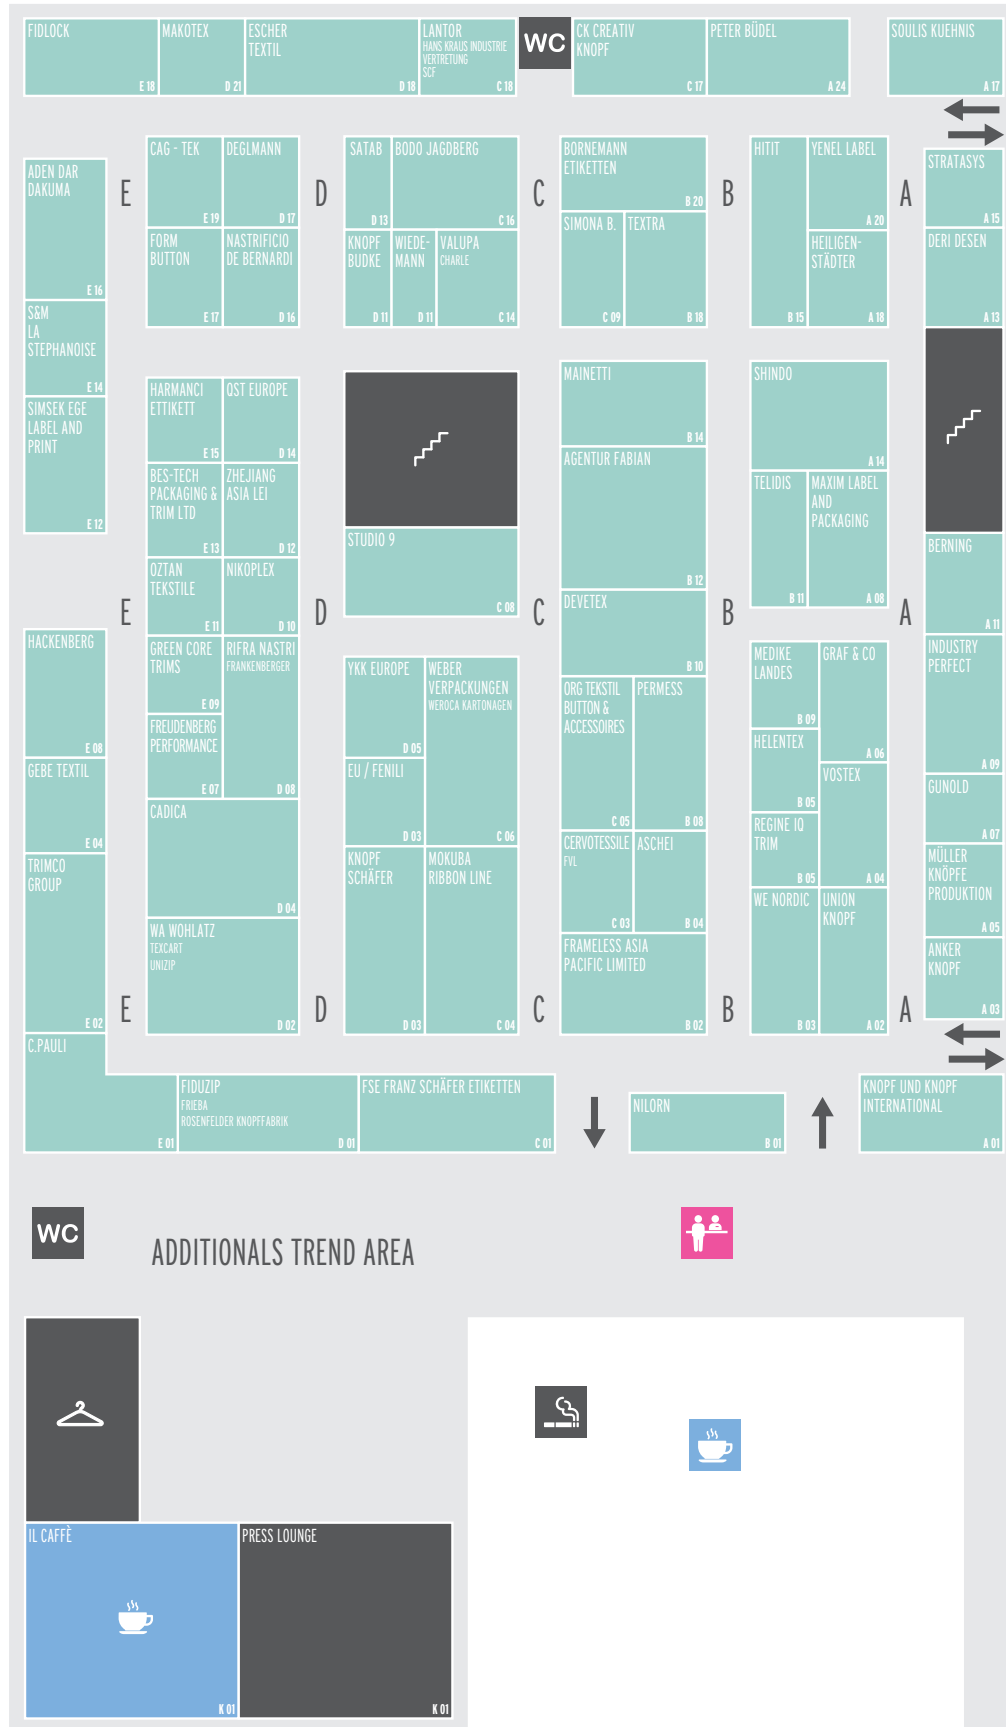 FIDLOCK
E 18
MAKOTEX
D 21
ESCHER
TEXTIL
D 18
LANTOR
HANS KRAUS INDUSTRIE
VERTRETUNG
SCF
C 18
WC
CK CREATIV
KNOPF
C 17
PETER BÜDEL
A 24
SOULIS KUEHNIS
A 17
ADEN DAR
DAKUMA
E 16
S&M
LA
STEPHANOISE
E 14
SIMSEK EGE
LABEL AND
PRINT
E 12
E
CAG - TEK
E 19
DEGLMANN
D 17
FORM
BUTTON
E 17
NASTRIFICIO
DE BERNARDI
D 16
D
SATAB
D 13
BODO JAGDBERG
C 16
KNOPF
BUDKE
D 11
WIEDE-
MANN
D 11
VALUPA
CHARLE
C 14
C
BORNEMANN
ETIKETTEN
B 20
SIMONA B.
C 09
TEXTRA
B 18
B
HITIT
B 15
YENEL LABEL
A 20
HEILIGEN-
STÄDTER
A 18
A
STRATASYS
A 15
DERI DESEN
A 13
HARMANCI
ETTIKETT
E 15
QST EUROPE
D 14
BES-TECH
PACKAGING &
TRIM LTD
E 13
ZHEJIANG
ASIA LEI
D 12
OZTAN
TEKSTILE
E 11
NIKOPLEX
D 10
GREEN CORE
TRIMS
E 09
RIFRA NASTRI
FRANKENBERGER
D 08
FREUDENBERG
PERFORMANCE
E 07
CADICA
D 04
WA WOHLATZ
TEXCART
UNIZIP
D 02
STUDIO 9
C 08
MAINETTI
B 14
AGENTUR FABIAN
B 12
DEVETEX
B 10
SHINDO
A 14
TELIDIS
B 11
MAXIM LABEL
AND
PACKAGING
A 08
BERNING
A 11
E
D
C
B
A
HACKENBERG
E 08
GEBE TEXTIL
E 04
TRIMCO
GROUP
E 02
YKK EUROPE
D 05
WEBER
VERPACKUNGEN
WEROCA KARTONAGEN
C 06
EU / FENILI
D 03
KNOPF
SCHÄFER
D 03
MOKUBA
RIBBON LINE
C 04
ORG TEKSTIL
BUTTON &
ACCESSOIRES
C 05
PERMESS
B 08
CERVOTESSILE
FVL
C 03
ASCHEI
B 04
FRAMELESS ASIA
PACIFIC LIMITED
B 02
MEDIKE
LANDES
B 09
GRAF & CO
A 06
HELENTEX
B 05
VOSTEX
A 04
REGINE IQ
TRIM
B 05
WE NORDIC
B 03
UNION
KNOPF
A 02
INDUSTRY
PERFECT
A 09
GUNOLD
A 07
MÜLLER
KNÖPFE
PRODUKTION
A 05
ANKER
KNOPF
A 03
E
D
C
B
A
C.PAULI
E 01
FIDUZIP
FRIEBA
ROSENFELDER KNOPFFABRIK
D 01
FSE FRANZ SCHÄFER ETIKETTEN
C 01
NILORN
B 01
KNOPF UND KNOPF
INTERNATIONAL
A 01
WC
ADDITIONALS TREND AREA
IL CAFFÈ
K 01
PRESS LOUNGE
K 01